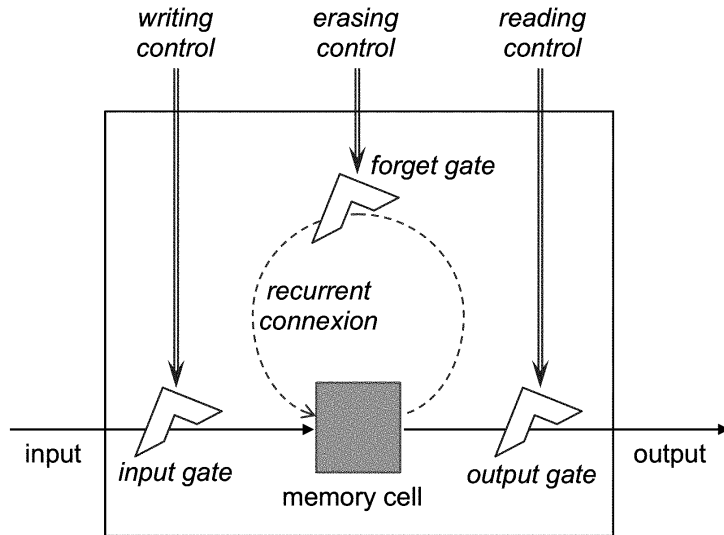 writing
control
erasing
control
reading
control
forget gate
recurrent
connexion
input
input gate
memory cell
output gate
output